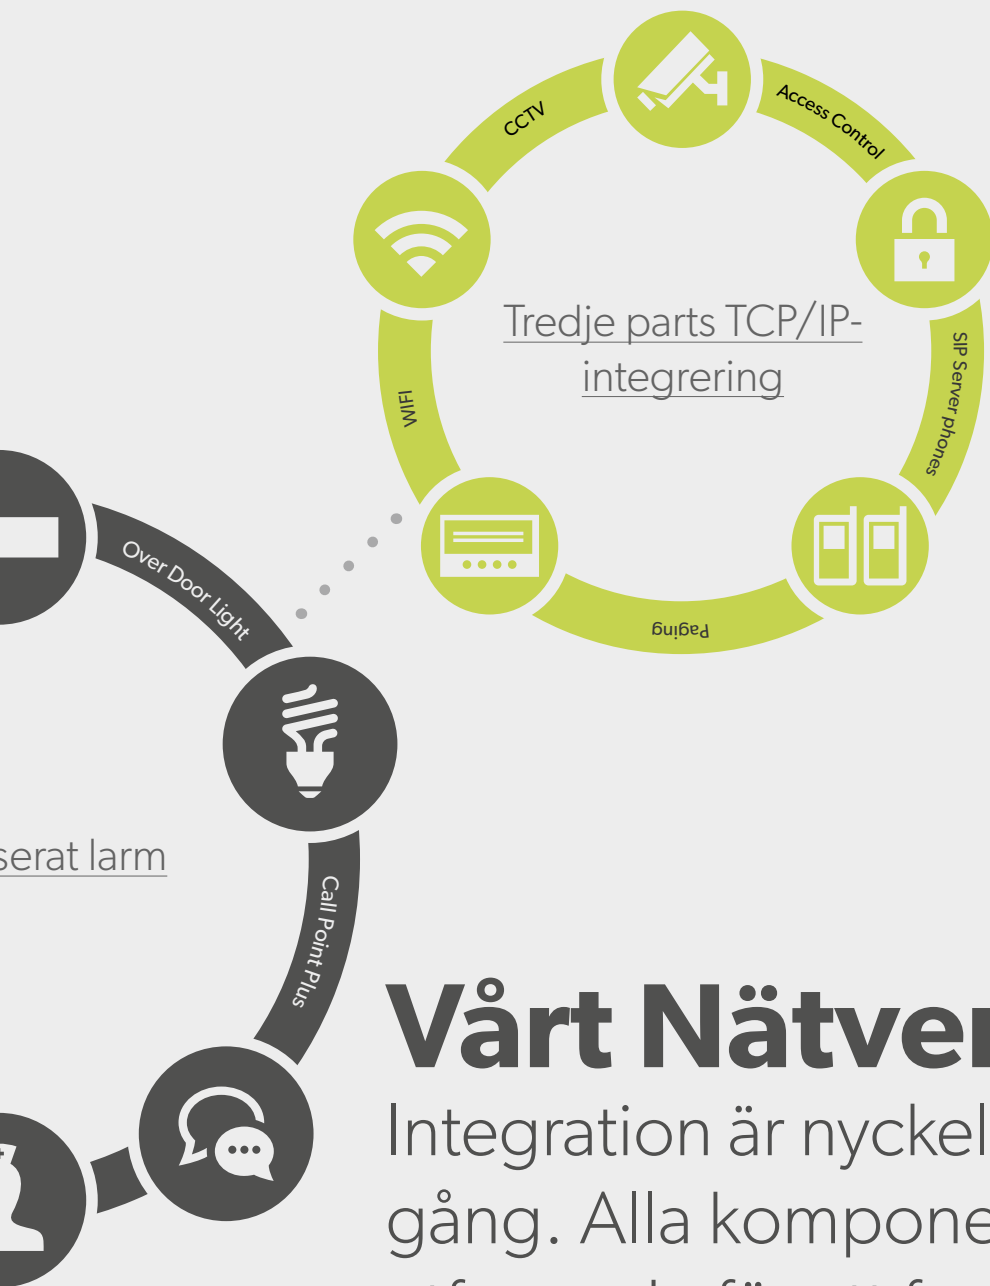 CCTV
Access Control
SIP Server phones
Paging
WIFI
Tredje parts TCP/IP-
integrering
Over Door Light
Call Point Plus
serat larm
Vårt Nätver
Integration är nyckel
gång. Alla kompone